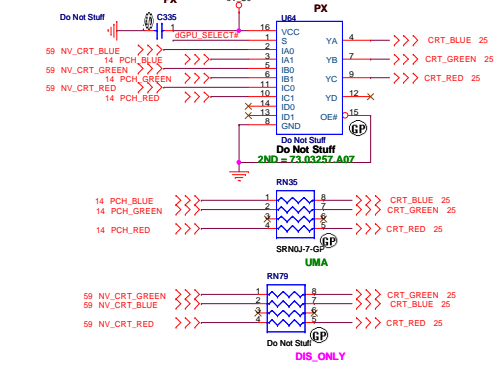 PX
Do Not Stuff
C335
1
dGPU_SELECT#
U64
PX
16 VCC
1 S
59 NV_CRT_BLUE 2 IA0 YA 4 CRT_BLUE 25
14 PCH_BLUE 3 IA1
59 NV_CRT_GREEN 5 IB0 YB 7 CRT_GREEN 25
14 PCH_GREEN 6 IB1
59 NV_CRT_RED 11 IC0 YC 9 CRT_RED 25
14 PCH_RED 10 IC1
14 ID0 YD 12
13 ID1
8 GND OE# 15
GP
Do Not Stuff
Do Not Stuff
2ND = 73.03257.A07
RN35
14 PCH_BLUE 1 8 CRT_BLUE 25
14 PCH_GREEN 2 7 CRT_GREEN 25
3 6
14 PCH_RED 4 5 CRT_RED 25
SRN0J-7-GP
GP
UMA
RN79
59 NV_CRT_GREEN 1 8 CRT_GREEN 25
59 NV_CRT_BLUE 2 7 CRT_BLUE 25
3 6
59 NV_CRT_RED 4 5 CRT_RED 25
Do Not Stuff
GP
DIS_ONLY